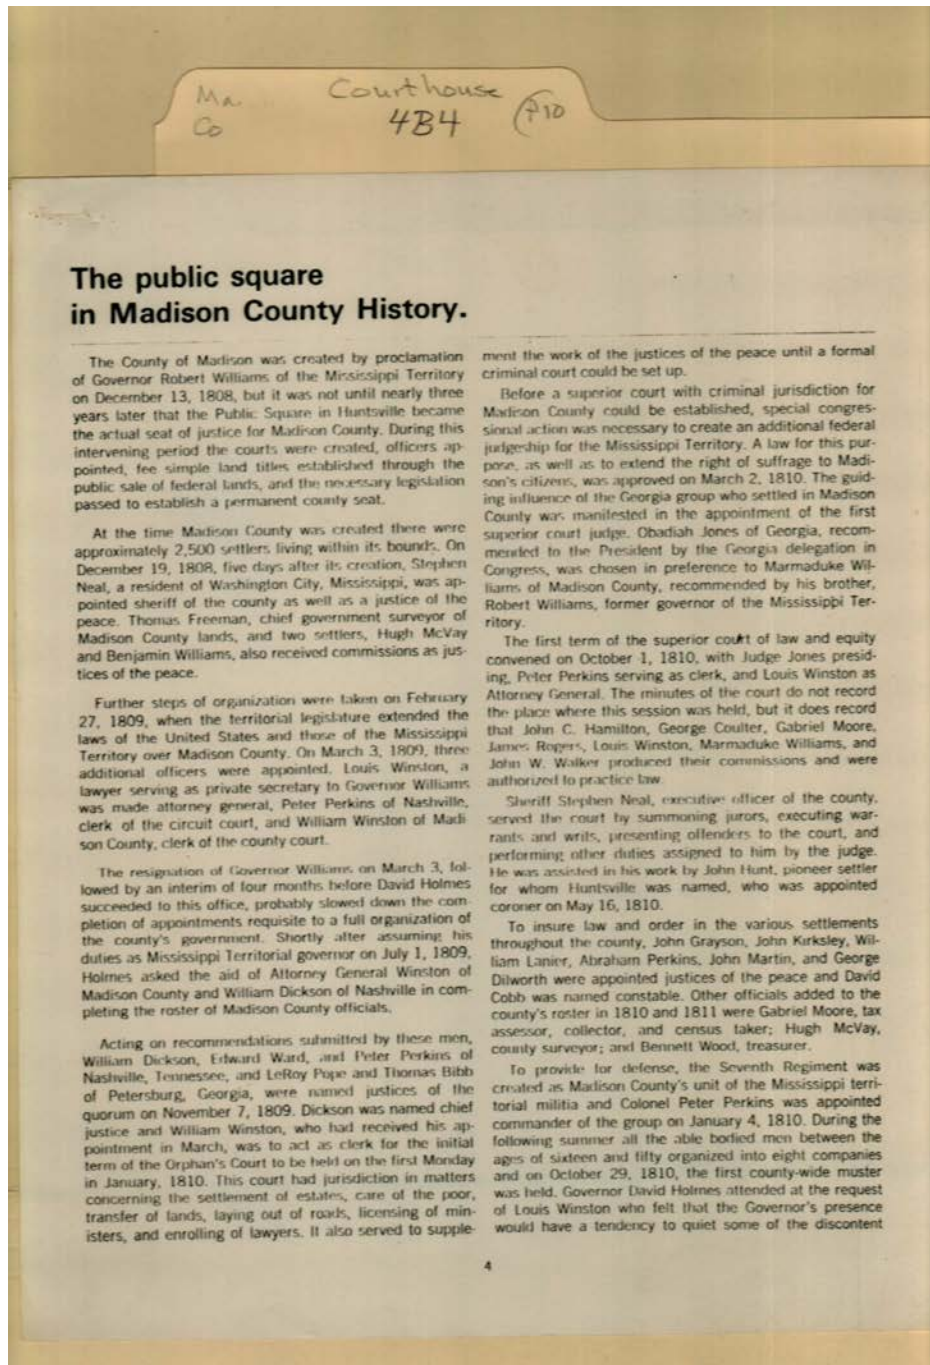 Ma Courthouse
Co 4B4 P10
The public square
in Madison County History.
The County of Madison was created by proclamation
of Governor Robert Williams of the Mississippi Territory
on December 13, 1808, but it was not until nearly three
years later that the Public Square in Huntsville became
the actual seat of justice for Madison County. During this
intervening period the courts were created, officers ap-
pointed, fee simple land titles established through the
public sale of federal lands, and the necessary legislation
passed to establish a permanent county seat.
At the time Madison County was created there were
approximately 2,500 settlers living within its bounds. On
December 19, 1808, five days after its creation, Stephen
Neal, a resident of Washington City, Mississippi, was ap-
pointed sheriff of the county as well as a justice of the
peace. Thomas Freeman, chief government surveyor of
Madison County lands, and two settlers, Hugh McVay
and Benjamin Williams, also received commissions as jus-
tices of the peace.
Further steps of organization were taken on February
27, 1809, when the territorial legislature extended the
laws of the United States and those of the Mississippi
Territory over Madison County. On March 3, 1809, three
additional officers were appointed. Louis Winston, a
lawyer serving as private secretary to Governor Williams
was made attorney general, Peter Perkins of Nashville,
clerk of the circuit court, and William Winston of Madi
son County, clerk of the county court.
The resignation of Governor Williams on March 3, fol-
lowed by an interim of four months before David Holmes
succeeded to this office, probably slowed down the com-
pletion of appointments requisite to a full organization of
the county's government. Shortly after assuming his
duties as Mississippi Territorial governor on July 1, 1809,
Holmes asked the aid of Attorney General Winston of
Madison County and William Dickson of Nashville in com-
pleting the roster of Madison County officials.
Acting on recommendations submitted by these men,
William Dickson, Edward Ward, and Peter Perkins of
Nashville, Tennessee, and LeRoy Pope and Thomas Bibb
of Petersburg, Georgia, were named justices of the
quorum on November 7, 1809. Dickson was named chief
justice and William Winston, who had received his ap-
pointment in March, was to act as clerk for the initial
term of the Orphan's Court to be held on the first Monday
in January, 1810. This court had jurisdiction in matters
concerning the settlement of estates, care of the poor,
transfer of lands, laying out of roads, licensing of min-
isters, and enrolling of lawyers. It also served to supple-
ment the work of the justices of the peace until a formal
criminal court could be set up.
Before a superior court with criminal jurisdiction for
Madison County could be established, special congres-
sional action was necessary to create an additional federal
judgeship for the Mississippi Territory. A law for this pur-
pose, as well as to extend the right of suffrage to Madi-
son's citizens, was approved on March 2, 1810. The guid-
ing influence of the Georgia group who settled in Madison
County was manifested in the appointment of the first
superior court judge. Obadiah Jones of Georgia, recom-
mended to the President by the Georgia delegation in
Congress, was chosen in preference to Marmaduke Wil-
liams of Madison County, recommended by his brother,
Robert Williams, former governor of the Mississippi Ter-
ritory.
The first term of the superior court of law and equity
convened on October 1, 1810, with Judge Jones presid-
ing, Peter Perkins serving as clerk, and Louis Winston as
Attorney General. The minutes of the court do not record
the place where this session was held, but it does record
that John C. Hamilton, George Coulter, Gabriel Moore,
James Rogers, Louis Winston, Marmaduke Williams, and
John W. Walker produced their commissions and were
authorized to practice law.
Sheriff Stephen Neal, executive officer of the county,
served the court by summoning jurors, executing war-
rants and writs, presenting offenders to the court, and
performing other duties assigned to him by the judge.
He was assisted in his work by John Hunt, pioneer settler
for whom Huntsville was named, who was appointed
coroner on May 16, 1810.
To insure law and order in the various settlements
throughout the county, John Grayson, John Kirksley, Wil-
liam Lanier, Abraham Perkins, John Martin, and George
Dilworth were appointed justices of the peace and David
Cobb was named constable. Other officials added to the
county's roster in 1810 and 1811 were Gabriel Moore, tax
assessor, collector, and census taker; Hugh McVay,
county surveyor; and Bennett Wood, treasurer.
To provide for defense, the Seventh Regiment was
created as Madison County's unit of the Mississippi terri-
torial militia and Colonel Peter Perkins was appointed
commander of the group on January 4, 1810. During the
following summer all the able bodied men between the
ages of sixteen and fifty organized into eight companies
and on October 29, 1810, the first county-wide muster
was held. Governor David Holmes attended at the request
of Louis Winston who felt that the Governor's presence
would have a tendency to quiet some of the discontent
4